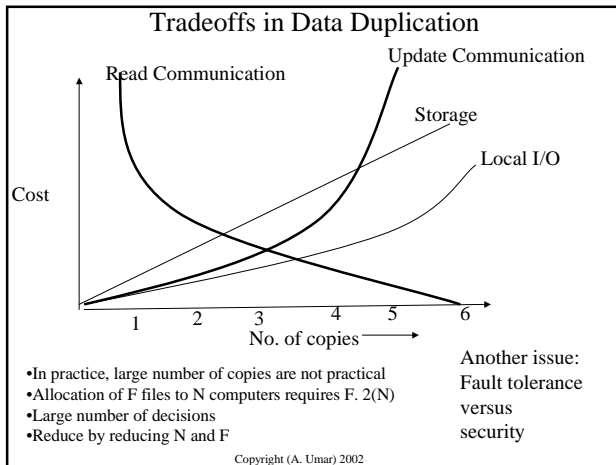 Tradeoffs in Data Duplication
Update Communication
Read Communication
Storage
Local I/O
Cost
1 2 3 4 5 6
No. of copies
•In practice, large number of copies are not practical
•Allocation of F files to N computers requires F. 2(N)
•Large number of decisions
•Reduce by reducing N and F
Another issue:
Fault tolerance
versus
security
Copyright (A. Umar) 2002